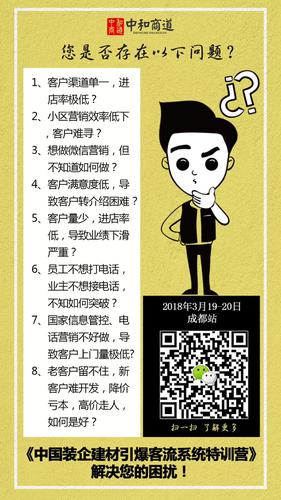 中和商道 中和商道
您是否存在以下问题？
1、客户渠道单一，进
店率极低？
2、小区营销效率低下
，客户难寻？
3、想做微信营销，但
不知道如何做？
4、客户满意度低，导
致客户转介绍困难？
5、客户量少，进店率
低，导致业绩下滑
严重？
6、员工不想打电话，
业主不想接电话，
不知如何突破？
7、国家信息管控、电
话营销不好做，导
致客户上门量极低？
8、老客户留不住，新
客户难开发，降价
亏本，高价走人，
如何是好？
2018年3月19-20日
成都站
扫一扫 了解更多
《中国装企建材引爆客流系统特训营》
解决您的困扰！